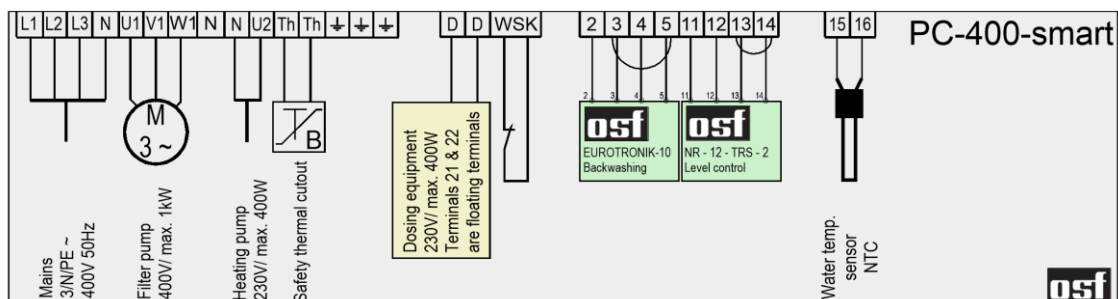 L1 L2 L3 N U1 V1 W1 N N U2 Th Th D D WSK 2 3 4 5 11 12 13 14 15 16
PC-400-smart
M
3 ~
B
2 3 4 5 11 12 13 14
osf
EUROTRONIK-10
Backwashing
osf
NR - 12 - TRS - 2
Level control
Mains
3/N/PE ~
400V 50Hz
Filter pump
400V/ max. 1kW
Heating pump
230V/ max. 400W
Safety thermal cutout
Dosing equipment
230V/ max. 400W
Terminals 21 & 22
are floating terminals
Water temp.
sensor
NTC
osf